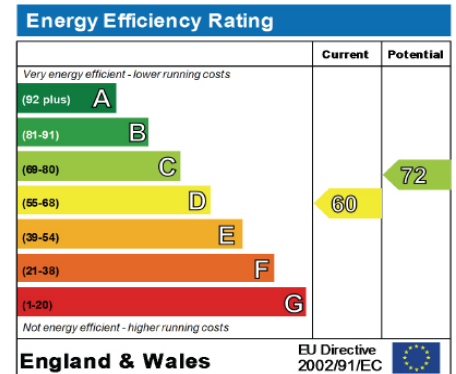 Energy Efficiency Rating
Current Potential
Very energy efficient - lower running costs
(92 plus) A
(81-91) B
(69-80) C
72
(55-68) D
60
(39-54) E
(21-38) F
(1-20) G
Not energy efficient - higher running costs
England & Wales
EU Directive
2002/91/EC